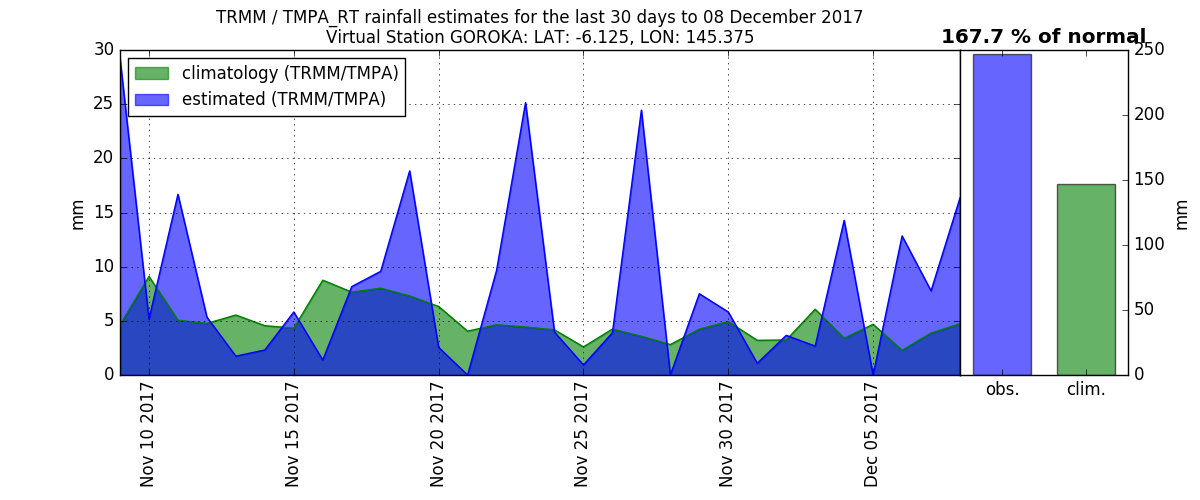 TRMM / TMPA_RT rainfall estimates for the last 30 days to 08 December 2017
Virtual Station GOROKA: LAT: -6.125, LON: 145.375
167.7 % of normal
climatology (TRMM/TMPA)
estimated (TRMM/TMPA)
30
25
20
15
10
5
0
mm
Nov 10 2017
Nov 15 2017
Nov 20 2017
Nov 25 2017
Nov 30 2017
Dec 05 2017
obs.
clim.
250
200
150
100
50
0
mm